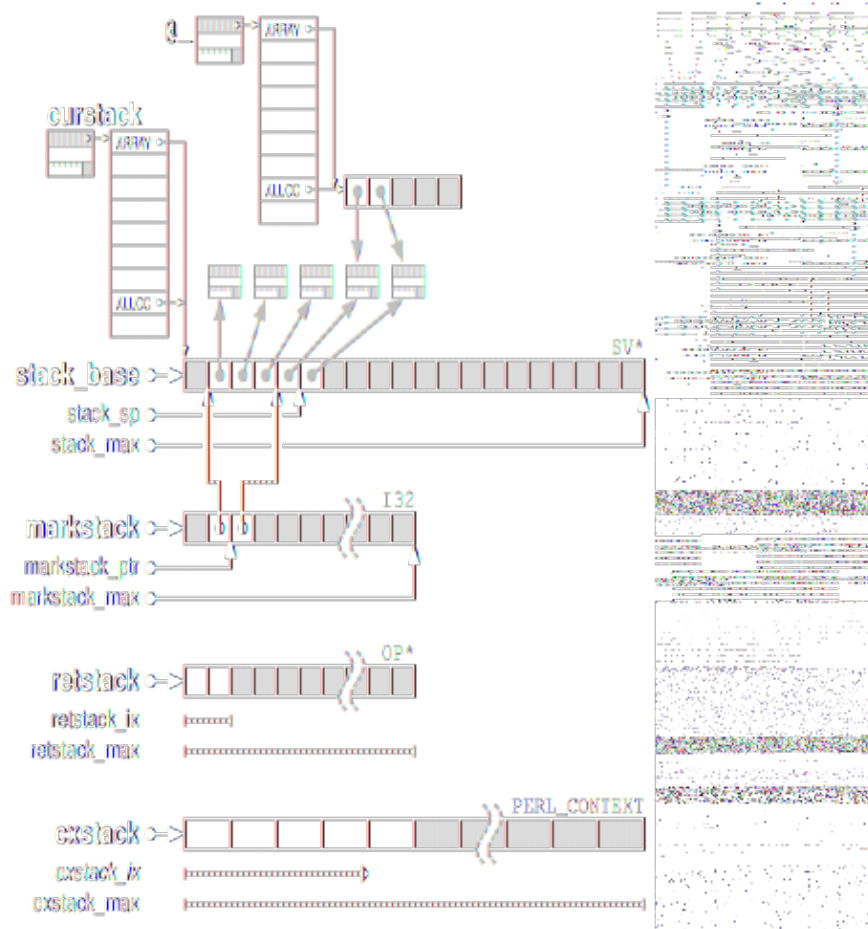 ARRAY
curstack
ARRAY
ALLOC
ALLOC
SV*
stack_base
stack_sp
stack_max
I32
markstack
markstack_ptr
markstack_max
OP*
retstack
retstack_ix
retstack_max
PERL_CONTEXT
cxstack
cxstack_ix
cxstack_max